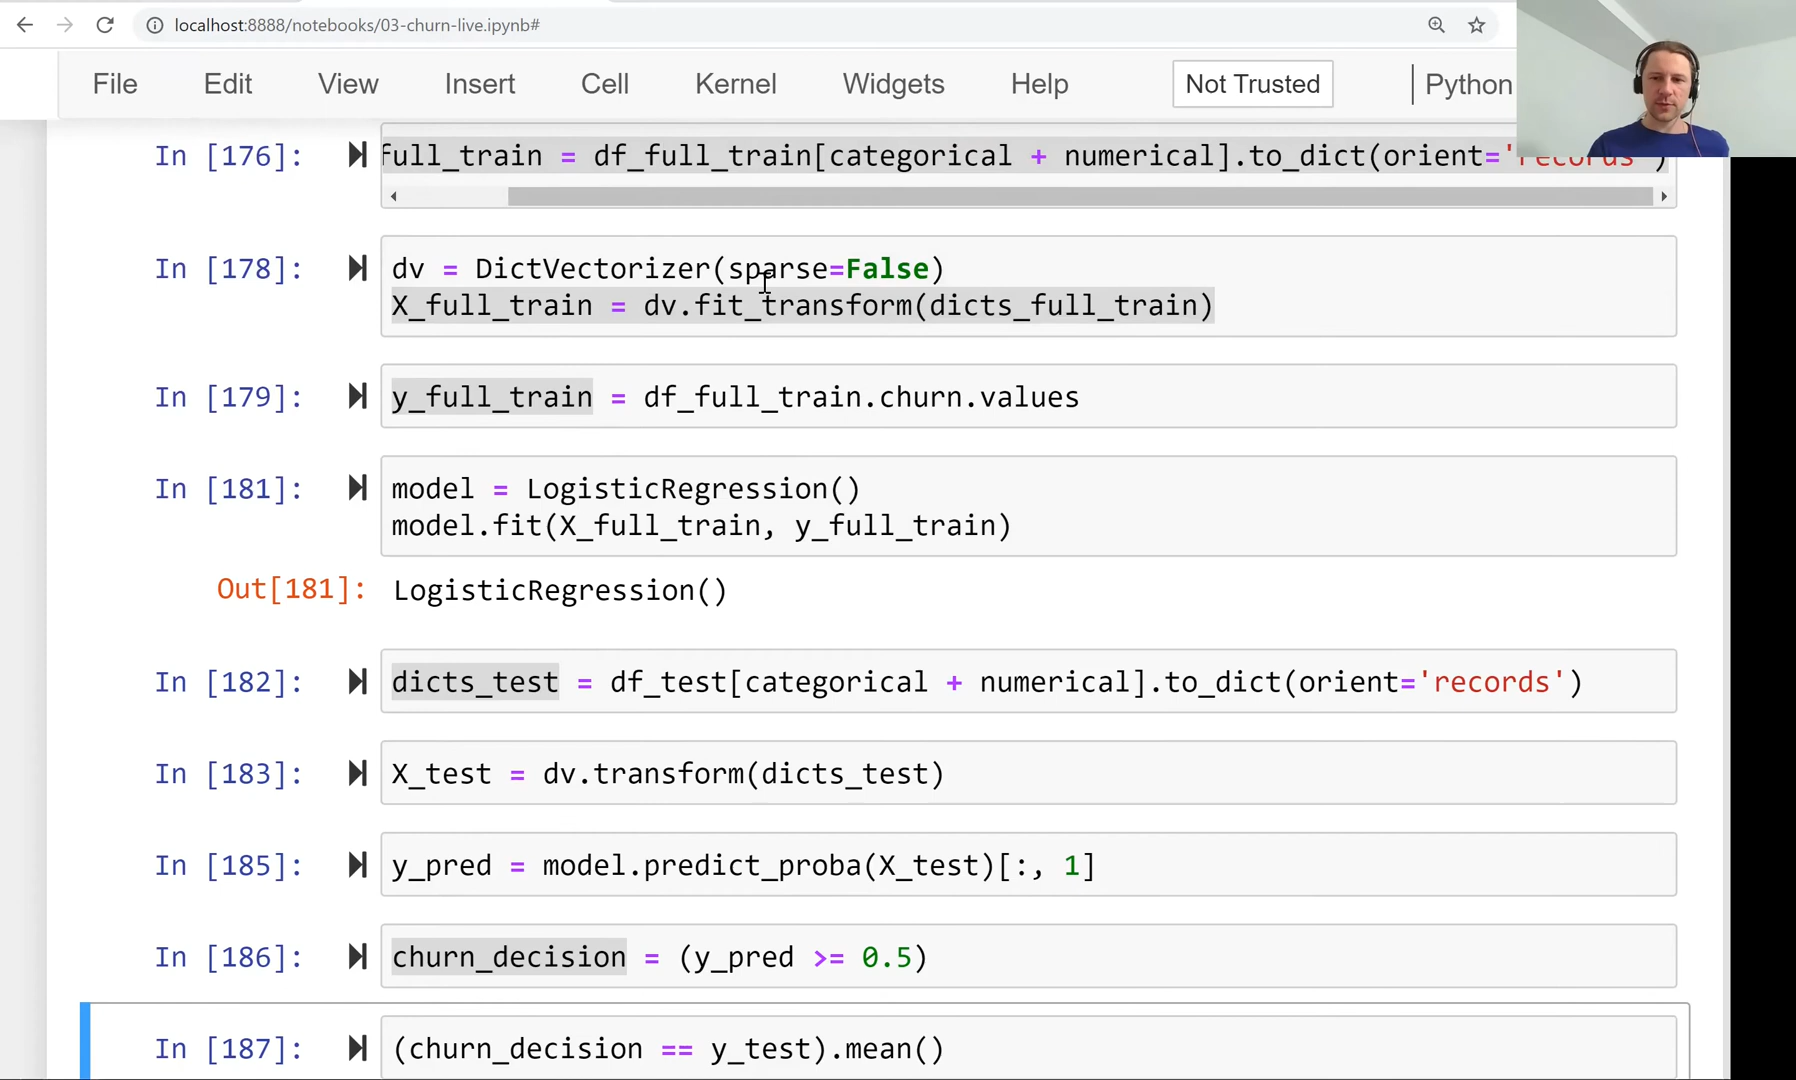 localhost:8888/notebooks/03-churn-live.ipynb#
File Edit View Insert Cell Kernel Widgets Help Not Trusted Python
In [176]: full_train = df_full_train[categorical + numerical].to_dict(orient='records')
In [178]: dv = DictVectorizer(sparse=False)
X_full_train = dv.fit_transform(dicts_full_train)
In [179]: y_full_train = df_full_train.churn.values
In [181]: model = LogisticRegression()
model.fit(X_full_train, y_full_train)
Out[181]: LogisticRegression()
In [182]: dicts_test = df_test[categorical + numerical].to_dict(orient='records')
In [183]: X_test = dv.transform(dicts_test)
In [185]: y_pred = model.predict_proba(X_test)[:, 1]
In [186]: churn_decision = (y_pred >= 0.5)
In [187]: (churn_decision == y_test).mean()